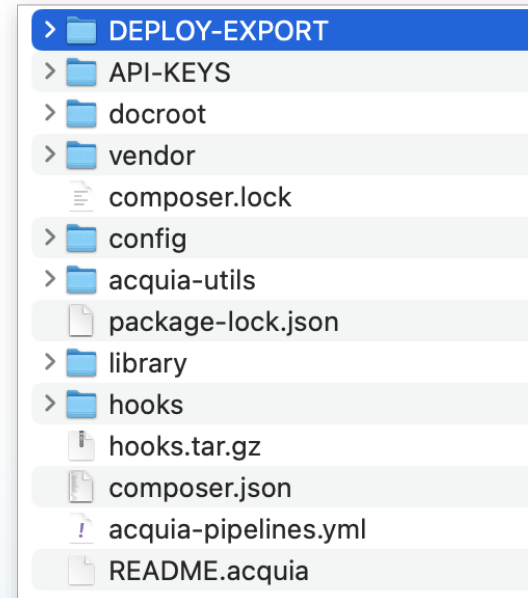 DEPLOY-EXPORT
API-KEYS
docroot
vendor
composer.lock
config
acquia-utils
package-lock.json
library
hooks
hooks.tar.gz
composer.json
acquia-pipelines.yml
README.acquia